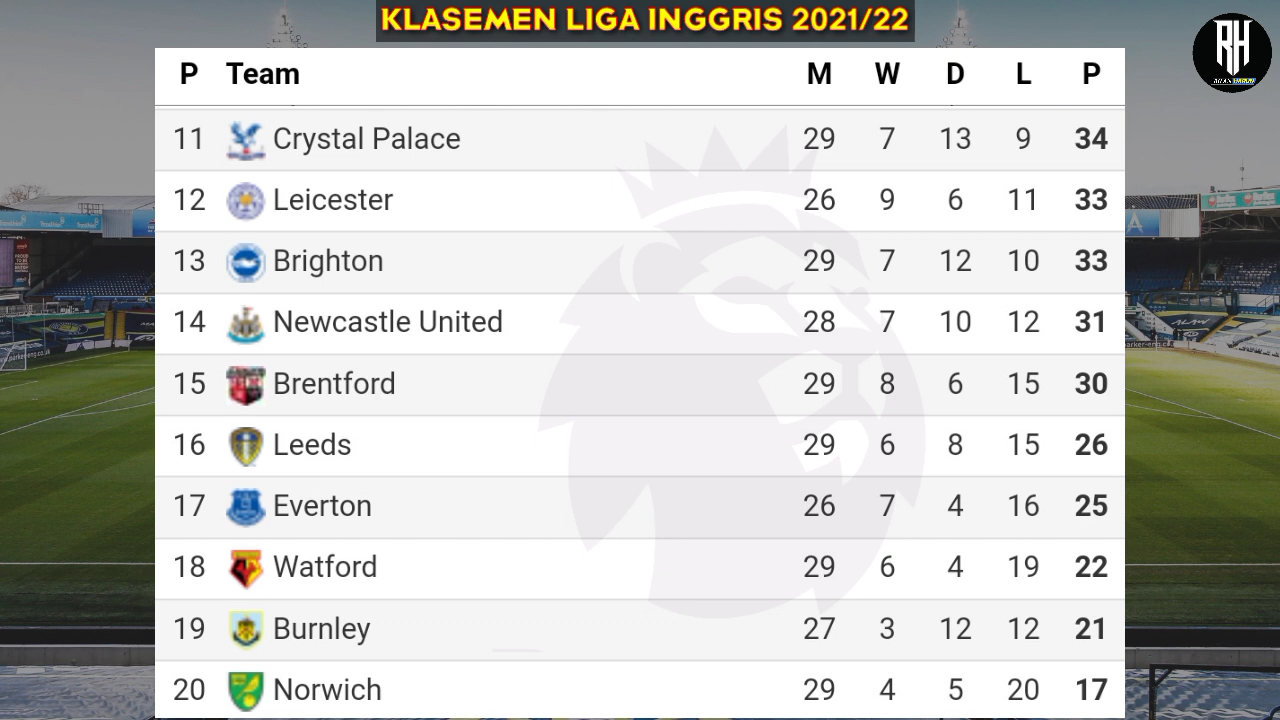 KLASEMEN LIGA INGGRIS 2021/22
RH
P Team M W D L P
11 Crystal Palace 29 7 13 9 34
12 Leicester 26 9 6 11 33
13 Brighton 29 7 12 10 33
14 Newcastle United 28 7 10 12 31
15 Brentford 29 8 6 15 30
16 Leeds 29 6 8 15 26
17 Everton 26 7 4 16 25
18 Watford 29 6 4 19 22
19 Burnley 27 3 12 12 21
20 Norwich 29 4 5 20 17